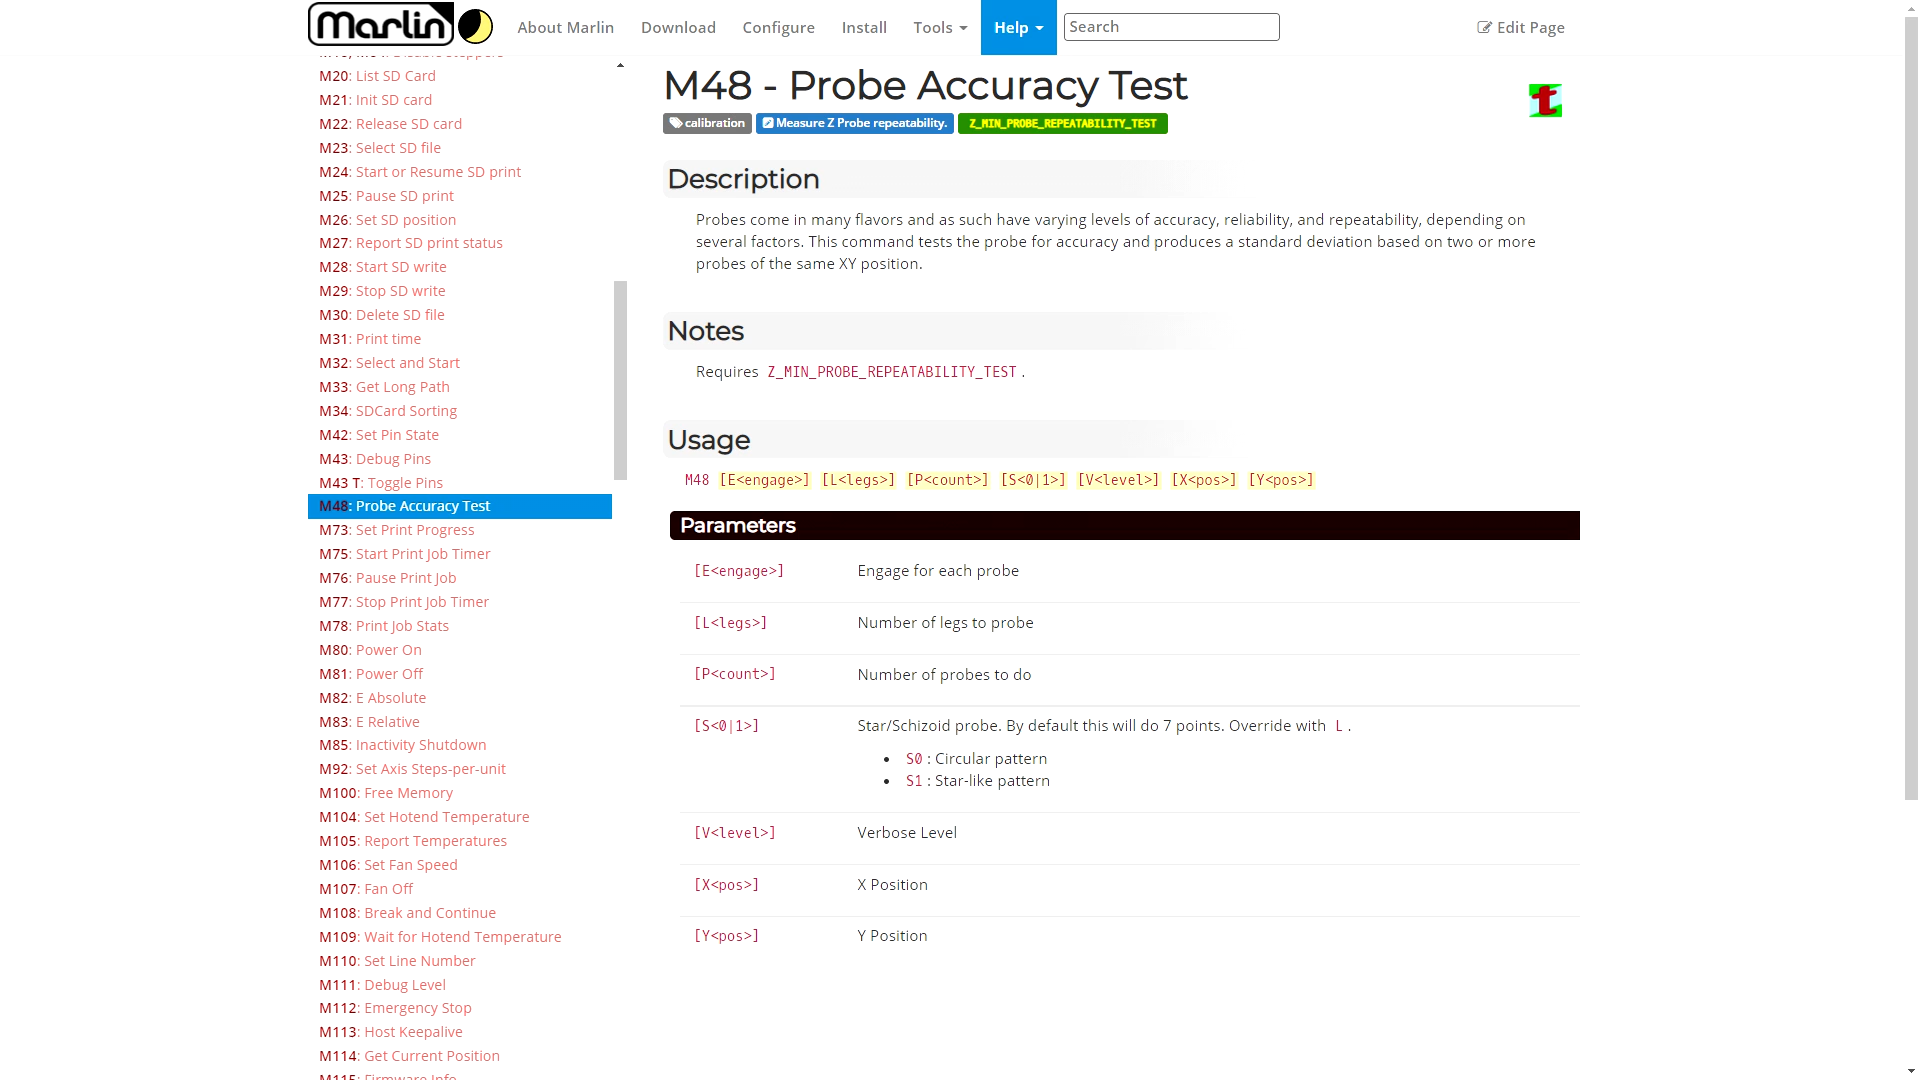 Marlin
About Marlin
Download
Configure
Install
Tools
Help
Search
Edit Page
M20: List SD Card
M21: Init SD card
M22: Release SD card
M23: Select SD file
M24: Start or Resume SD print
M25: Pause SD print
M26: Set SD position
M27: Report SD print status
M28: Start SD write
M29: Stop SD write
M30: Delete SD file
M31: Print time
M32: Select and Start
M33: Get Long Path
M34: SDCard Sorting
M42: Set Pin State
M43: Debug Pins
M43 T: Toggle Pins
M48: Probe Accuracy Test
M73: Set Print Progress
M75: Start Print Job Timer
M76: Pause Print Job
M77: Stop Print Job Timer
M78: Print Job Stats
M80: Power On
M81: Power Off
M82: E Absolute
M83: E Relative
M85: Inactivity Shutdown
M92: Set Axis Steps-per-unit
M100: Free Memory
M104: Set Hotend Temperature
M105: Report Temperatures
M106: Set Fan Speed
M107: Fan Off
M108: Break and Continue
M109: Wait for Hotend Temperature
M110: Set Line Number
M111: Debug Level
M112: Emergency Stop
M113: Host Keepalive
M114: Get Current Position
M115: Firmware Info
M48 - Probe Accuracy Test
calibration
Measure Z Probe repeatability.
Z_MIN_PROBE_REPEATABILITY_TEST
t
Description
Probes come in many flavors and as such have varying levels of accuracy, reliability, and repeatability, depending on
several factors. This command tests the probe for accuracy and produces a standard deviation based on two or more
probes of the same XY position.
Notes
Requires Z_MIN_PROBE_REPEATABILITY_TEST.
Usage
M48 [E<engage>] [L<legs>] [P<count>] [S<0|1>] [V<level>] [X<pos>] [Y<pos>]
Parameters
[E<engage>] Engage for each probe
[L<legs>] Number of legs to probe
[P<count>] Number of probes to do
[S<0|1>] Star/Schizoid probe. By default this will do 7 points. Override with L.
• S0: Circular pattern
• S1: Star-like pattern
[V<level>] Verbose Level
[X<pos>] X Position
[Y<pos>] Y Position